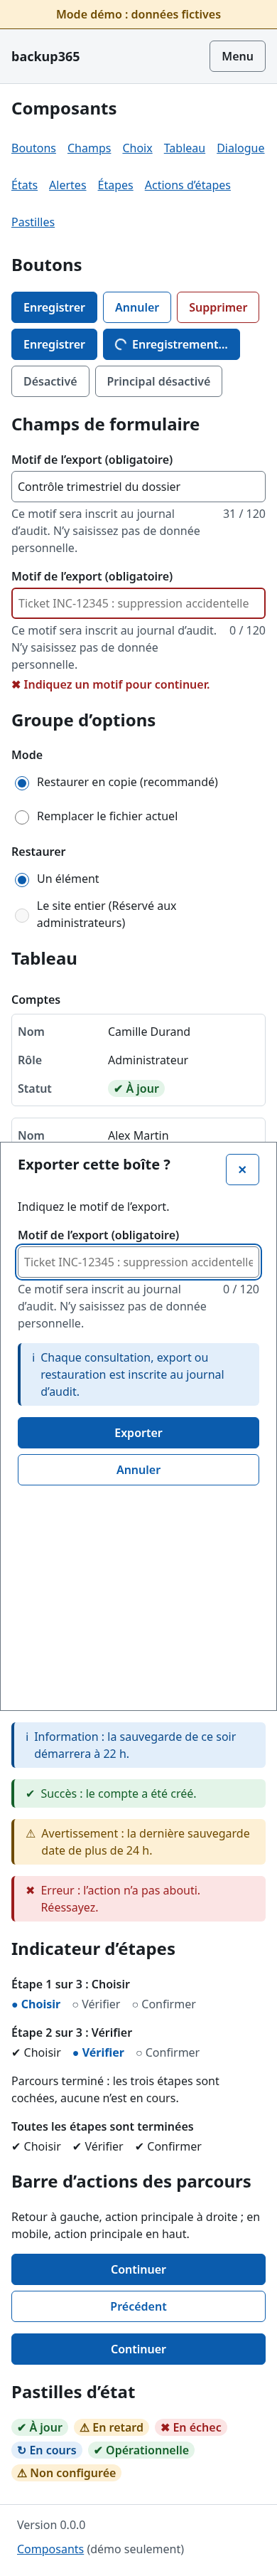 Mode démo : données fictives
backup365
Menu
Composants
Boutons Champs Choix Tableau Dialogue
États Alertes Étapes Actions d’étapes
Pastilles
Boutons
Enregistrer Annuler Supprimer
Enregistrer Enregistrement…
Désactivé Principal désactivé
Champs de formulaire
Motif de l’export (obligatoire)
Contrôle trimestriel du dossier
Ce motif sera inscrit au journal 31 / 120
d’audit. N’y saisissez pas de donnée
personnelle.
Motif de l’export (obligatoire)
Ticket INC-12345 : suppression accidentelle
Ce motif sera inscrit au journal d’audit. 0 / 120
N’y saisissez pas de donnée
personnelle.
✖ Indiquez un motif pour continuer.
Groupe d’options
Mode
Restaurer en copie (recommandé)
Remplacer le fichier actuel
Restaurer
Un élément
Le site entier (Réservé aux
administrateurs)
Tableau
Comptes
Nom Camille Durand
Rôle Administrateur
Statut ✔ À jour
Nom Alex Martin
Exporter cette boîte ? ✕
Indiquez le motif de l’export.
Motif de l’export (obligatoire)
Ticket INC-12345 : suppression accidentelle
Ce motif sera inscrit au journal 0 / 120
d’audit. N’y saisissez pas de donnée
personnelle.
i Chaque consultation, export ou
restauration est inscrite au journal
d’audit.
Exporter
Annuler
i Information : la sauvegarde de ce soir
démarrera à 22 h.
✔ Succès : le compte a été créé.
⚠ Avertissement : la dernière sauvegarde
date de plus de 24 h.
✖ Erreur : l’action n’a pas abouti.
Réessayez.
Indicateur d’étapes
Étape 1 sur 3 : Choisir
● Choisir ○ Vérifier ○ Confirmer
Étape 2 sur 3 : Vérifier
✔ Choisir ● Vérifier ○ Confirmer
Parcours terminé : les trois étapes sont
cochées, aucune n’est en cours.
Toutes les étapes sont terminées
✔ Choisir ✔ Vérifier ✔ Confirmer
Barre d’actions des parcours
Retour à gauche, action principale à droite ; en
mobile, action principale en haut.
Continuer
Précédent
Continuer
Pastilles d’état
✔ À jour ⚠ En retard ✖ En échec
↻ En cours ✔ Opérationnelle
⚠ Non configurée
Version 0.0.0
Composants (démo seulement)